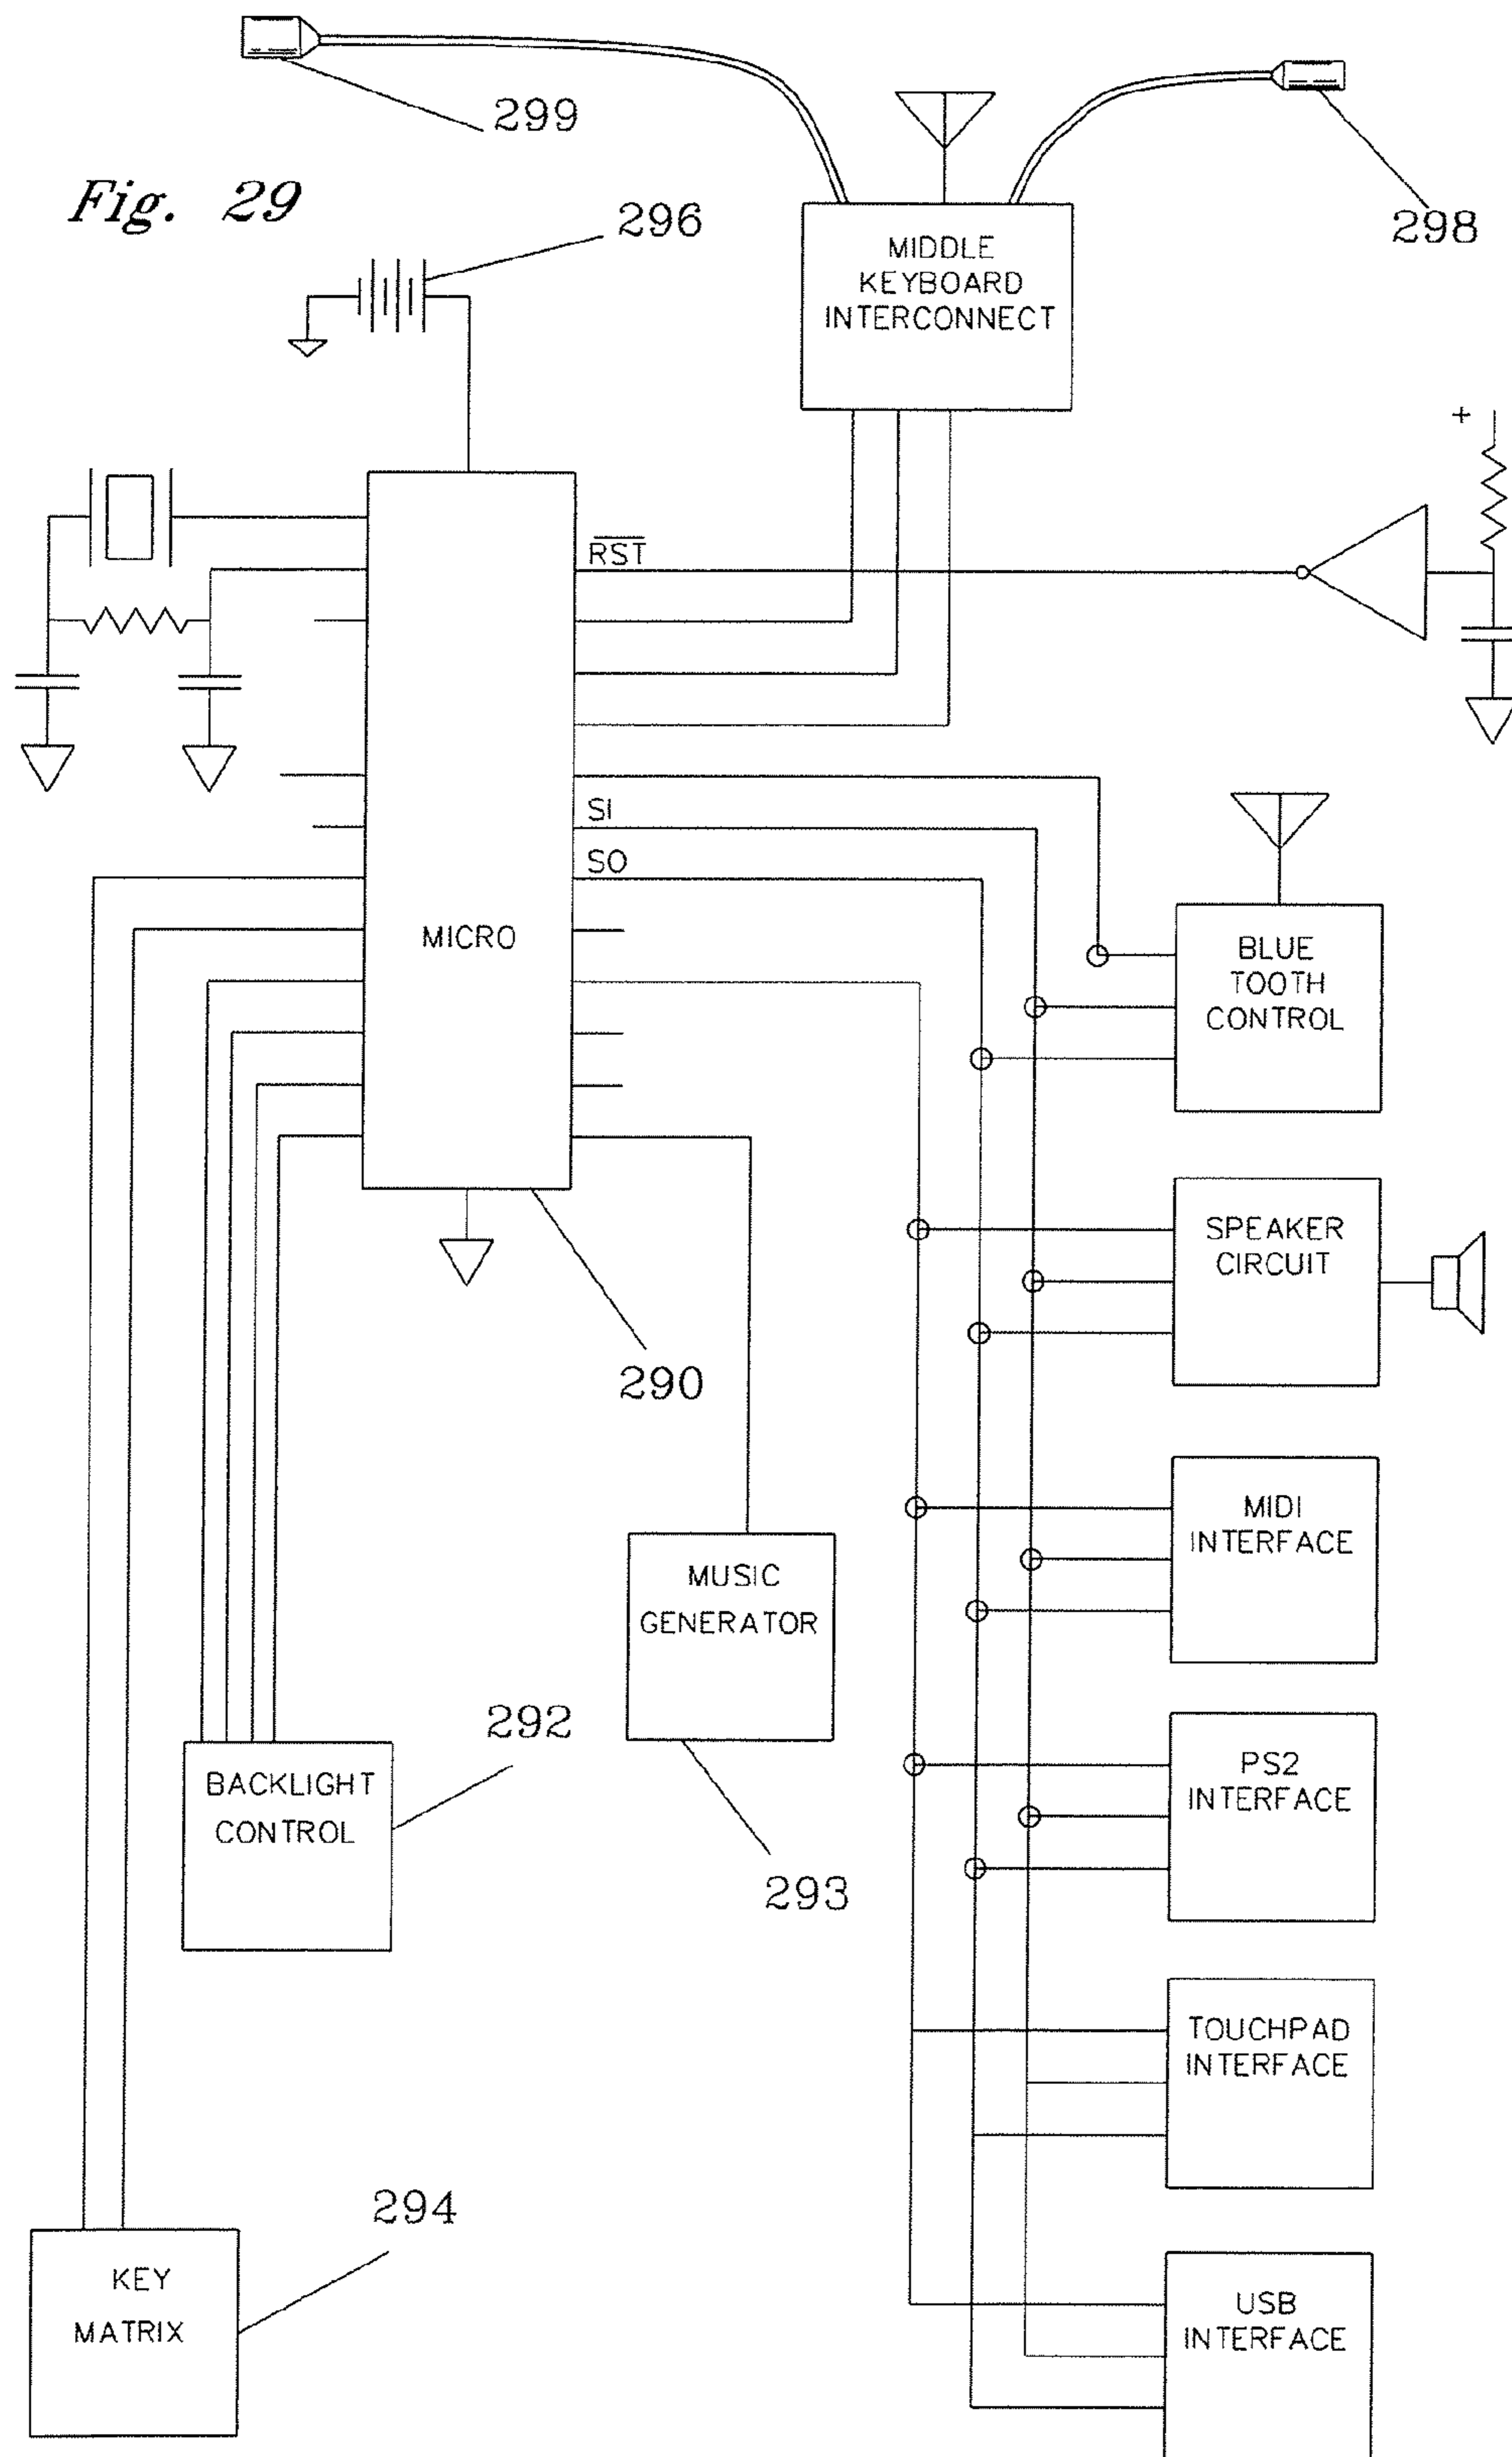 299
Fig. 29
298
296
MIDDLE
KEYBOARD
INTERCONNECT
+
RST
SI
SO
MICRO
BLUE
TOOTH
CONTROL
SPEAKER
CIRCUIT
290
MIDI
INTERFACE
MUSIC
GENERATOR
292
BACKLIGHT
CONTROL
PS2
INTERFACE
293
TOUCHPAD
INTERFACE
294
KEY
MATRIX
USB
INTERFACE